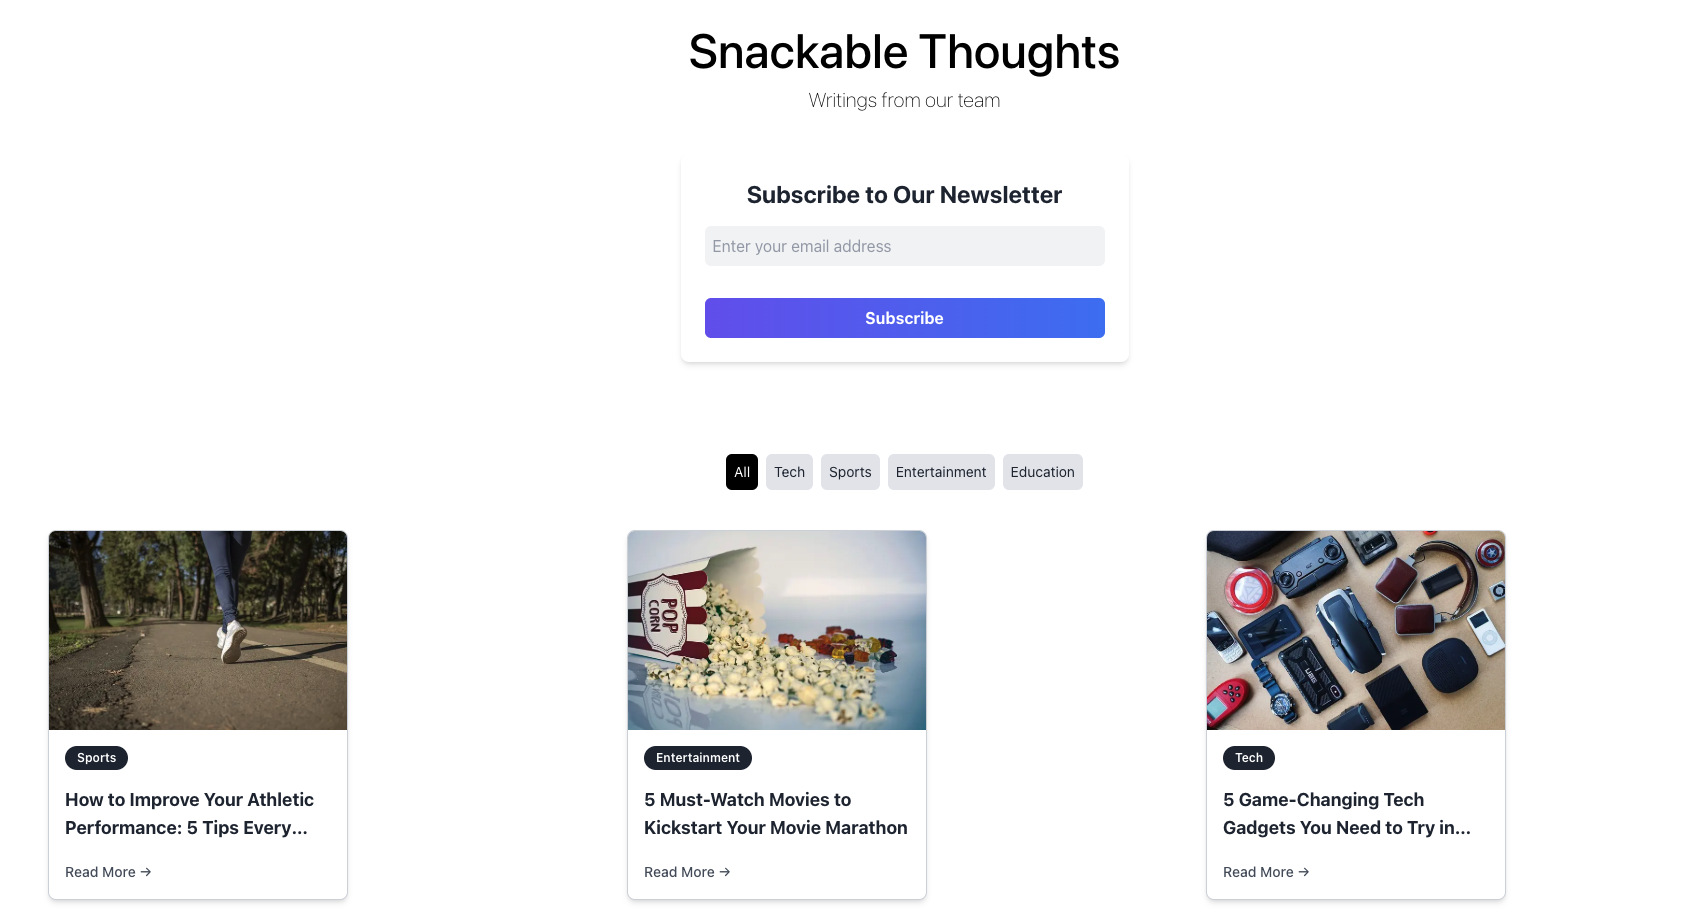 Snackable Thoughts
Writings from our team
Subscribe to Our Newsletter
Enter your email address
Subscribe
All Tech Sports Entertainment Education
POP
CORN
Sports
How to Improve Your Athletic
Performance: 5 Tips Every...
Read More →
Entertainment
5 Must-Watch Movies to
Kickstart Your Movie Marathon
Read More →
Tech
5 Game-Changing Tech
Gadgets You Need to Try in...
Read More →